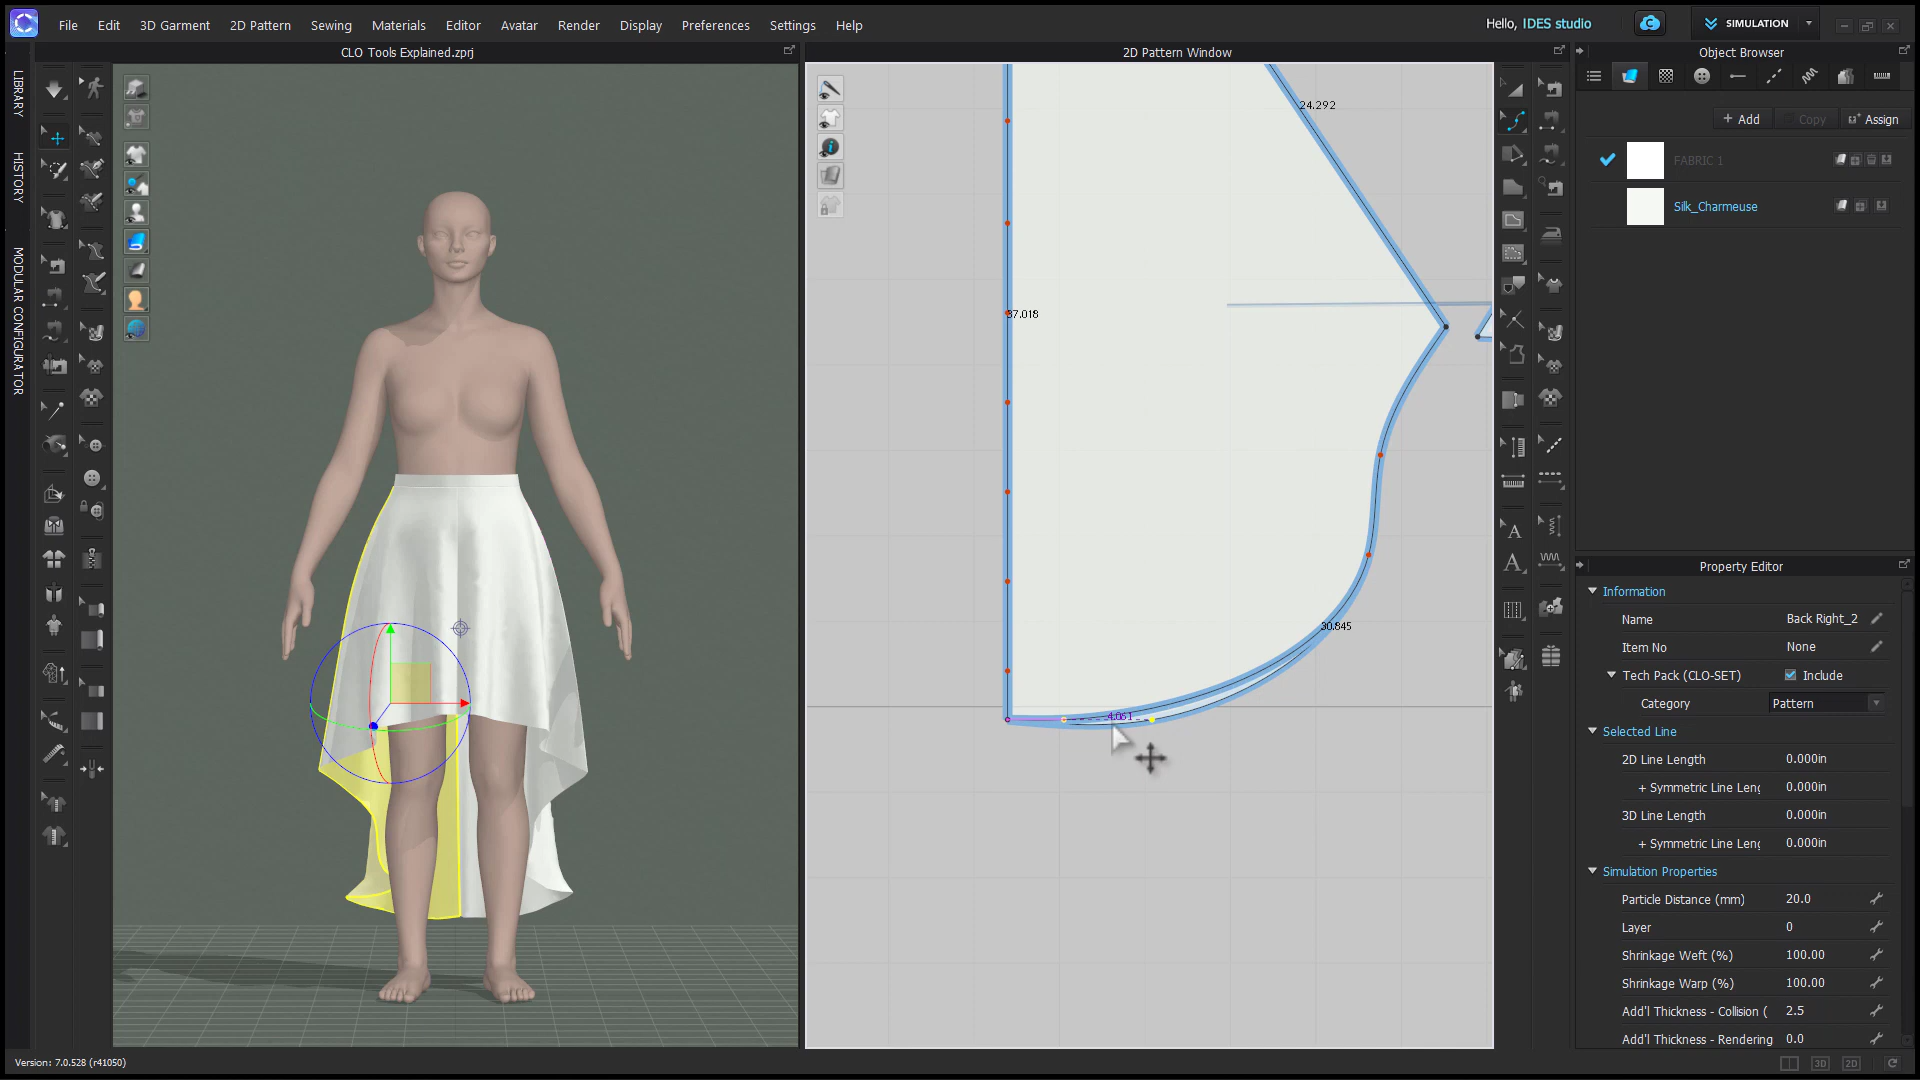 File Edit 3D Garment 2D Pattern Sewing Materials Editor Avatar Render Display Preferences Settings Help
Hello, IDES studio
SIMULATION
CLO Tools Explained.zprj
2D Pattern Window
Object Browser
LIBRARY
HISTORY
MODULAR CONFIGURATOR
+ Add
Copy
Assign
FABRIC 1
Silk_Charmeuse
24.292
37.018
30.845
4.061
Property Editor
Information
Name Back Right_2
Item No None
Tech Pack (CLO-SET) Include
Category Pattern
Selected Line
2D Line Length 0.000in
+ Symmetric Line Leng 0.000in
3D Line Length 0.000in
+ Symmetric Line Leng 0.000in
Simulation Properties
Particle Distance (mm) 20.0
Layer 0
Shrinkage Weft (%) 100.00
Shrinkage Warp (%) 100.00
Add'l Thickness - Collision ( 2.5
Add'l Thickness - Rendering 0.0
Version: 7.0.528 (r41050)
3D
2D